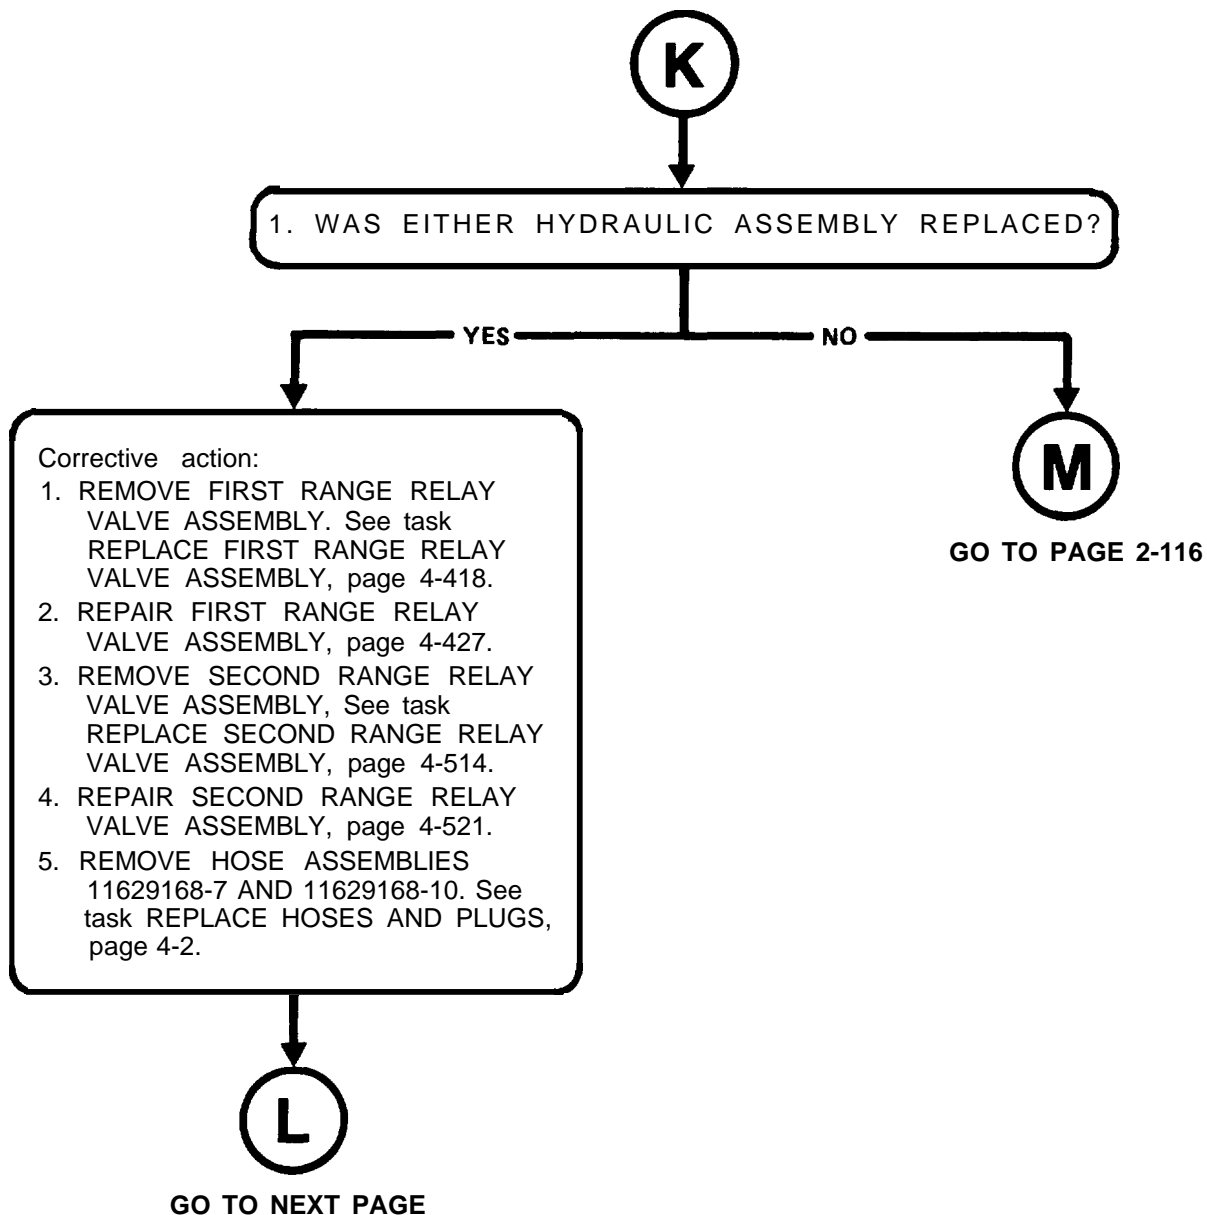 K
1. WAS EITHER HYDRAULIC ASSEMBLY REPLACED?
YES
NO
Corrective action:
1. REMOVE FIRST RANGE RELAY
VALVE ASSEMBLY. See task
REPLACE FIRST RANGE RELAY
VALVE ASSEMBLY, page 4-418.
2. REPAIR FIRST RANGE RELAY
VALVE ASSEMBLY, page 4-427.
3. REMOVE SECOND RANGE RELAY
VALVE ASSEMBLY, See task
REPLACE SECOND RANGE RELAY
VALVE ASSEMBLY, page 4-514.
4. REPAIR SECOND RANGE RELAY
VALVE ASSEMBLY, page 4-521.
5. REMOVE HOSE ASSEMBLIES
11629168-7 AND 11629168-10. See
task REPLACE HOSES AND PLUGS,
page 4-2.
M
GO TO PAGE 2-116
L
GO TO NEXT PAGE